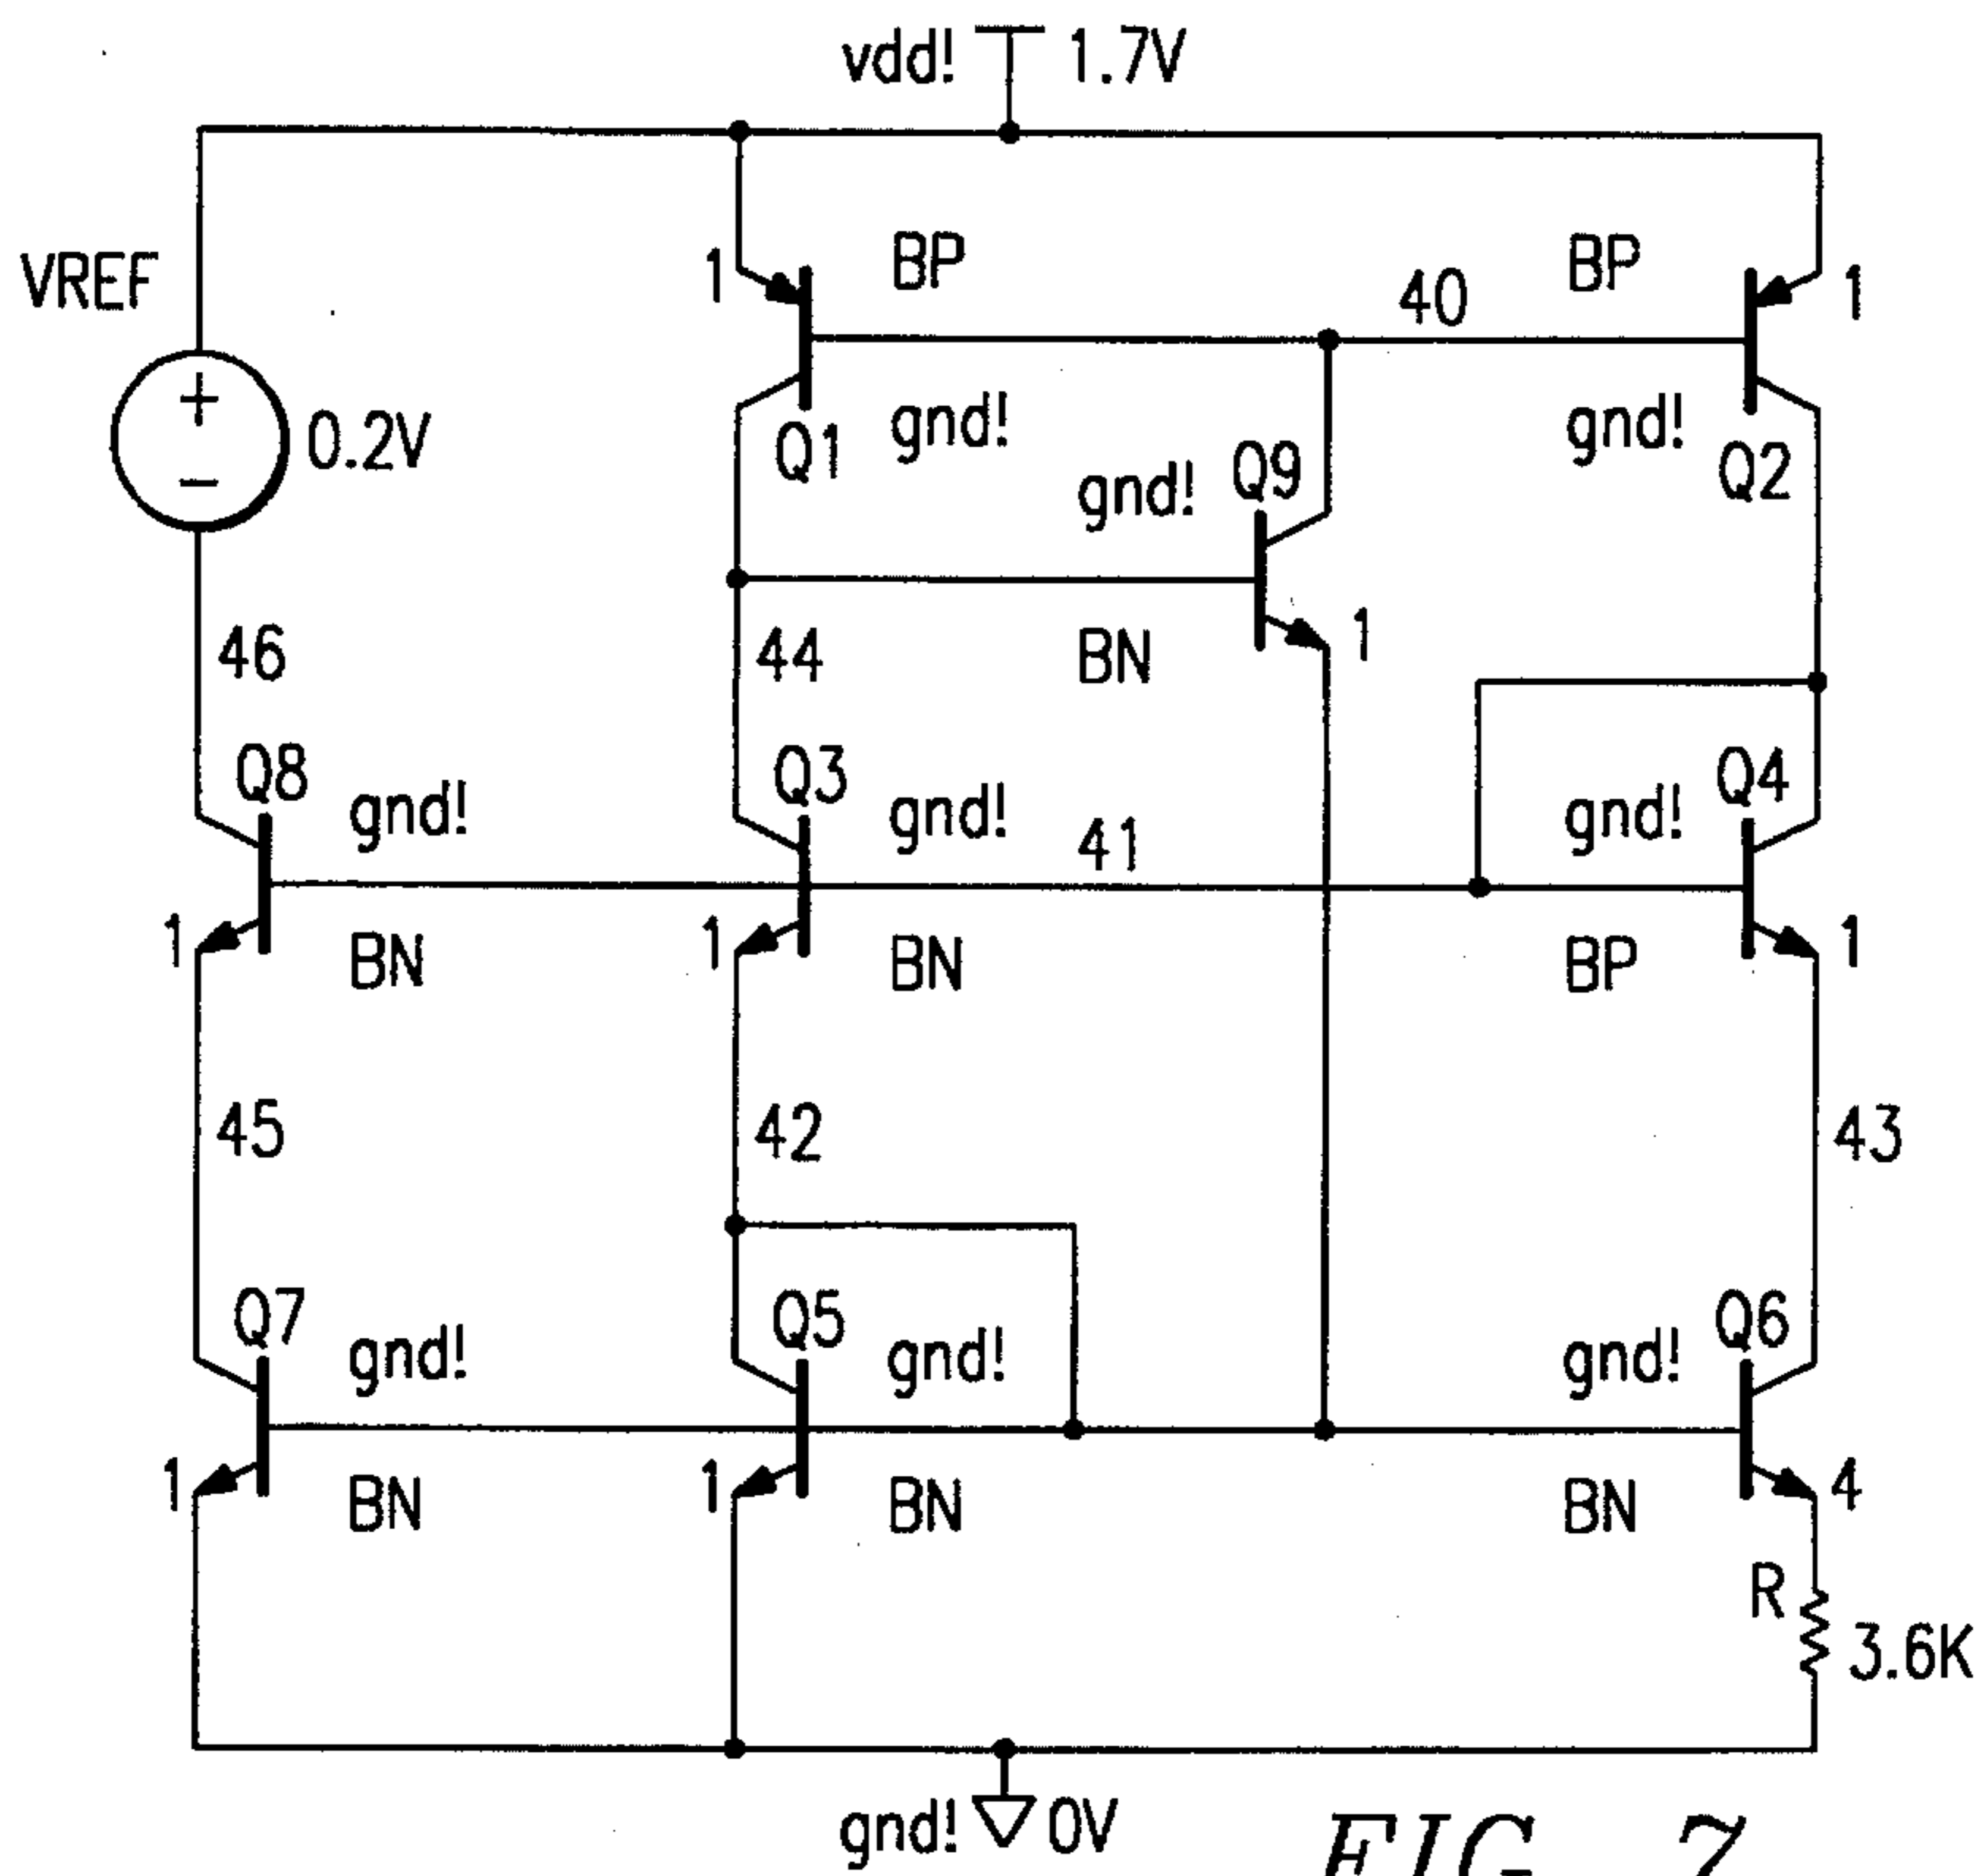 vdd! 1.7V
VREF
1 BP
40
BP 1
+
0.2V
-
gnd!
Q1
gnd!
Q9
gnd!
Q2
46
44
BN
1
Q8
gnd!
Q3
gnd!
41
gnd!
Q4
1
BN
1
BN
BP
1
45
42
43
Q7
gnd!
Q5
gnd!
gnd!
Q6
1
BN
1
BN
BN
4
R
3.6K
gnd! 0V
FIG. 7